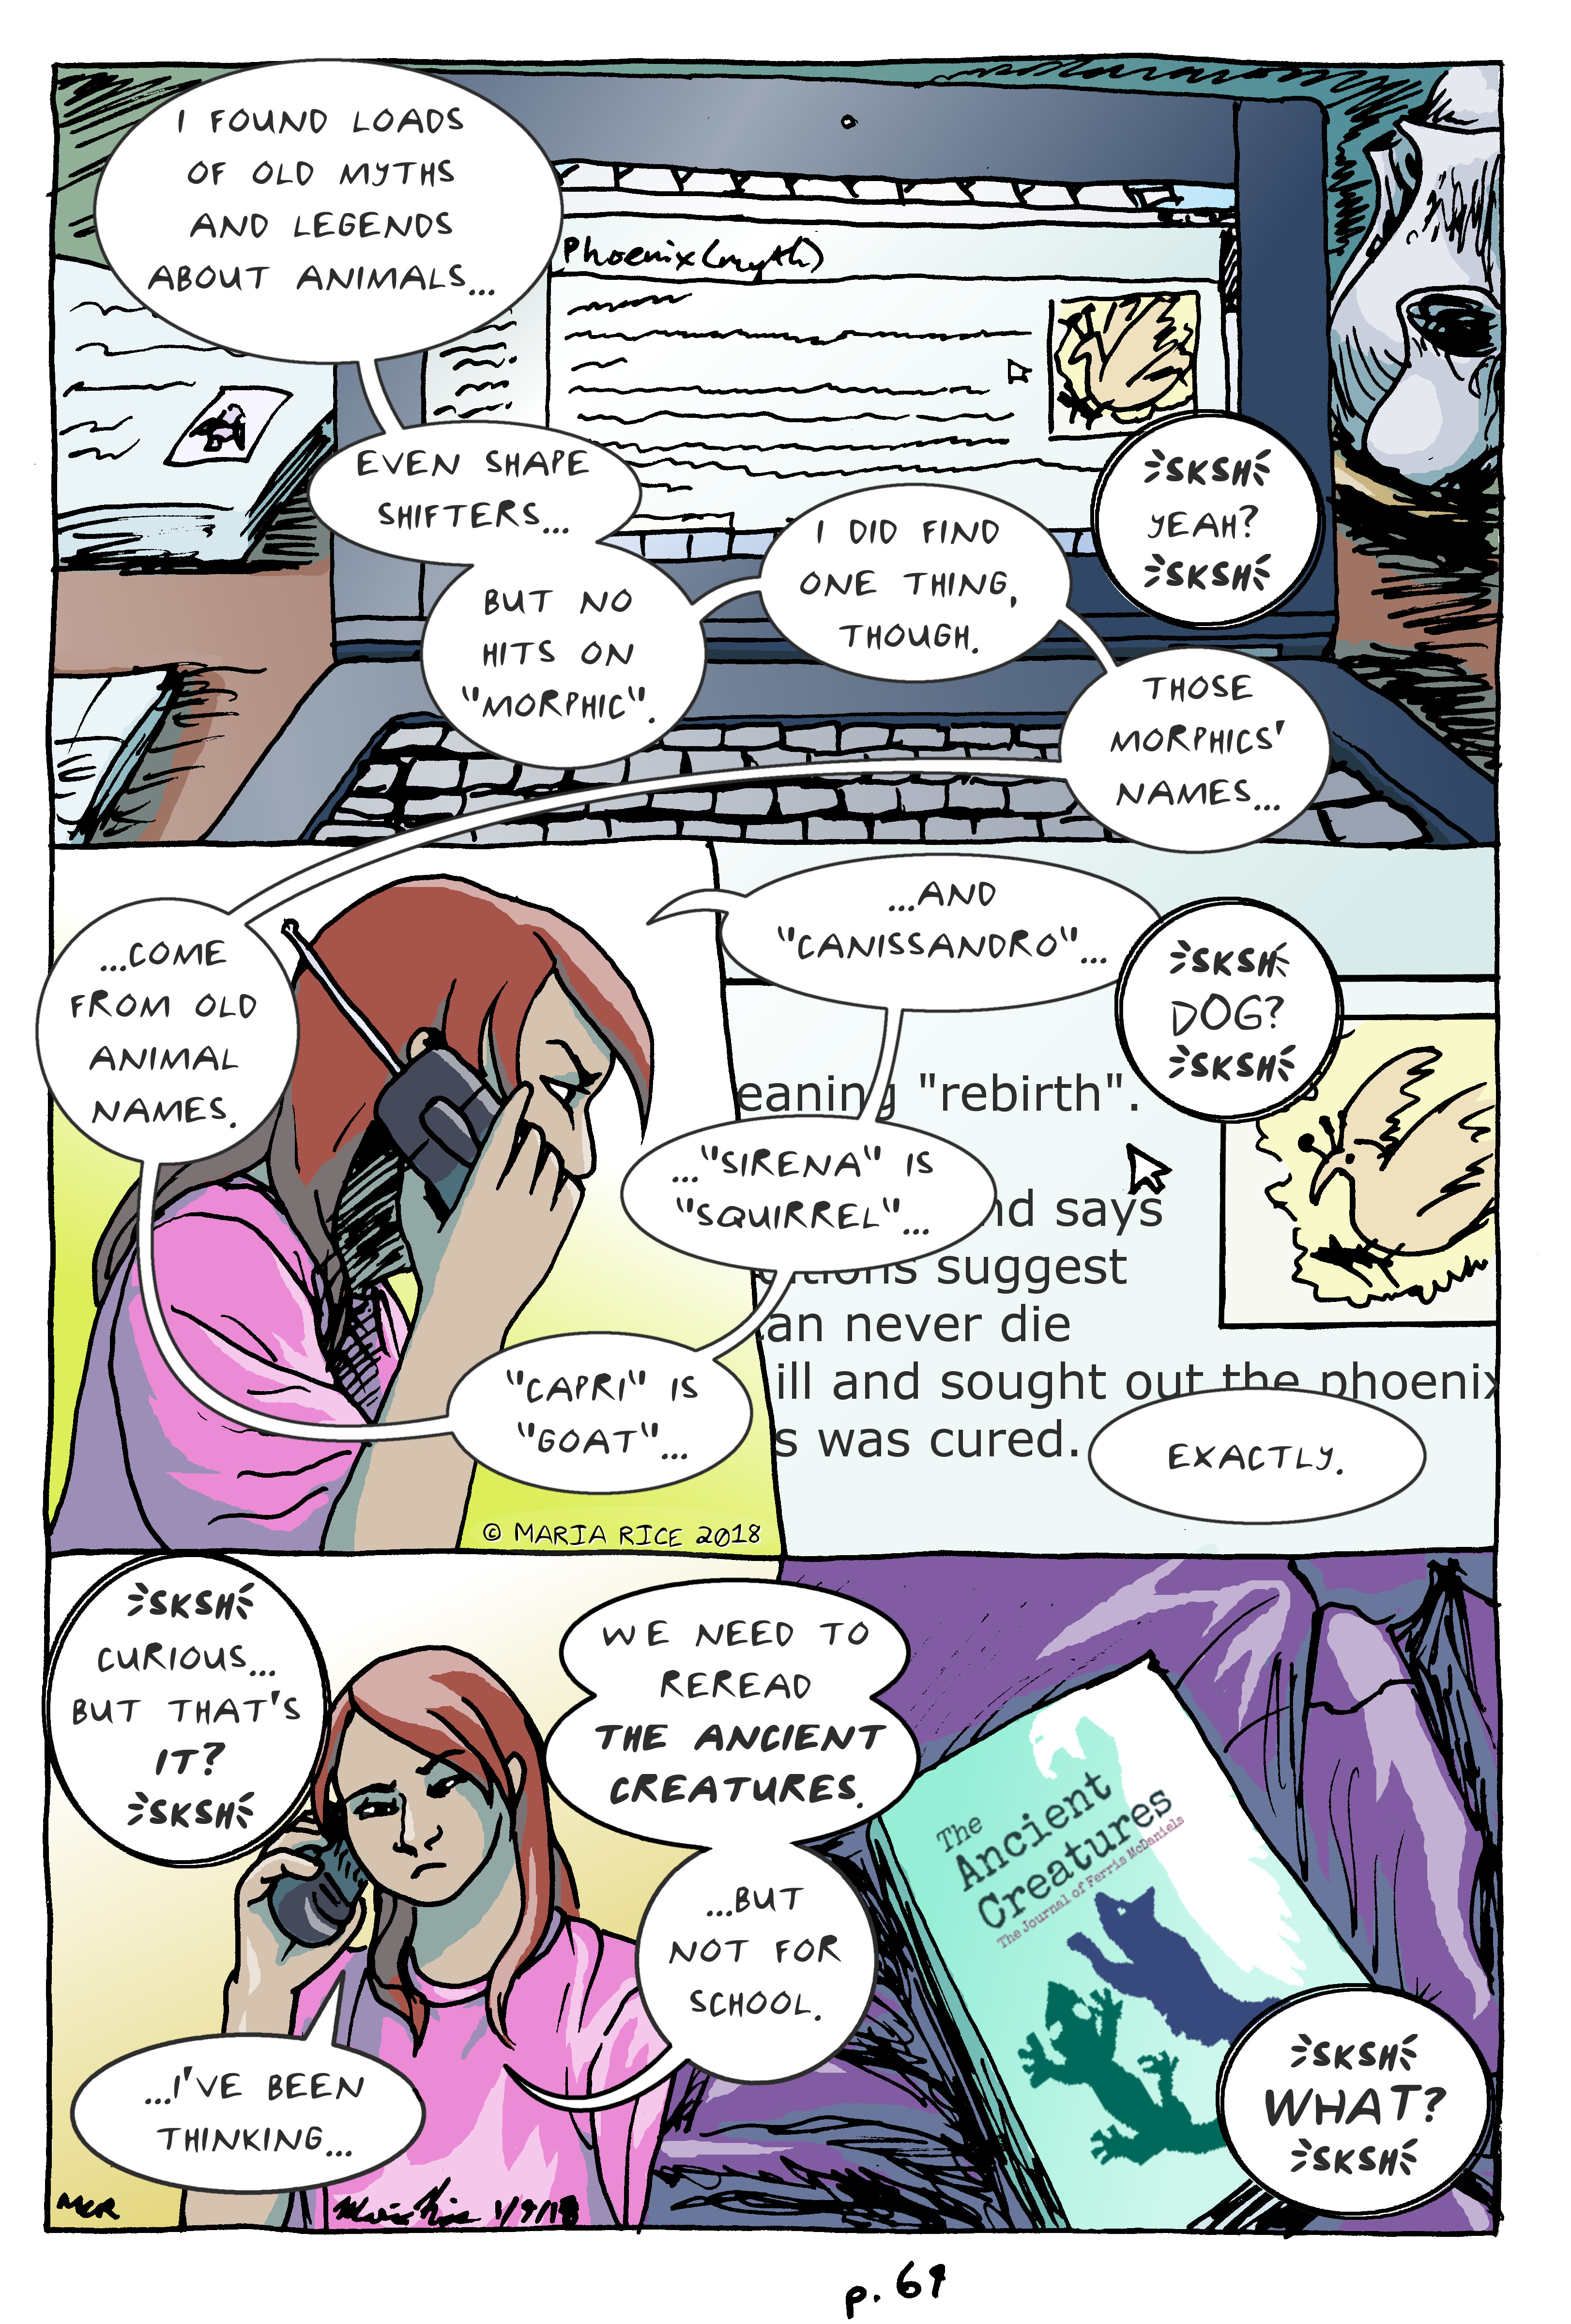 I FOUND LOADS
OF OLD MYTHS
AND LEGENDS
ABOUT ANIMALS...
Phoenix (myth)
EVEN SHAPE
SHIFTERS...
BUT NO
HITS ON
"MORPHIC".
I DID FIND
ONE THING,
THOUGH.
SKSH
YEAH?
SKSH
THOSE
MORPHICS'
NAMES...
...COME
FROM OLD
ANIMAL
NAMES.
"CAPRI" IS
"GOAT"...
..."SIRENA" IS
"SQUIRREL"...
...AND
"CANISSANDRO"...
SKSH
DOG?
SKSH
eaning "rebirth".
nd says
suggest
an never die
ill and sought out the phoenix
s was cured.
EXACTLY.
© MARIA RICE 2018
SKSH
CURIOUS...
BUT THAT'S
IT?
SKSH
...I'VE BEEN
THINKING...
WE NEED TO
REREAD
THE ANCIENT
CREATURES.
...BUT
NOT FOR
SCHOOL.
The
Ancient
Creatures
The Journal of Ferris McDaniels
SKSH
WHAT?
SKSH
MCR
Maria Rice 1/9/18
p. 69